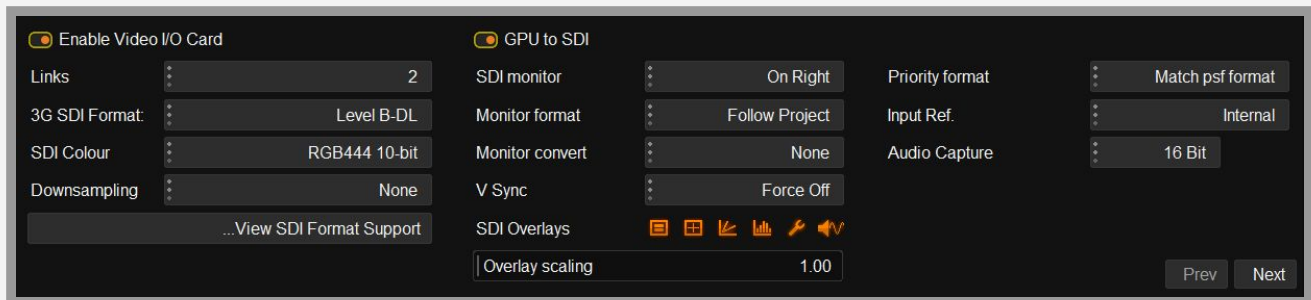 Enable Video I/O Card
Links 2
3G SDI Format: Level B-DL
SDI Colour RGB444 10-bit
Downsampling None
...View SDI Format Support
GPU to SDI
SDI monitor On Right
Monitor format Follow Project
Monitor convert None
V Sync Force Off
SDI Overlays
Overlay scaling 1.00
Priority format Match psf format
Input Ref. Internal
Audio Capture 16 Bit
Prev Next